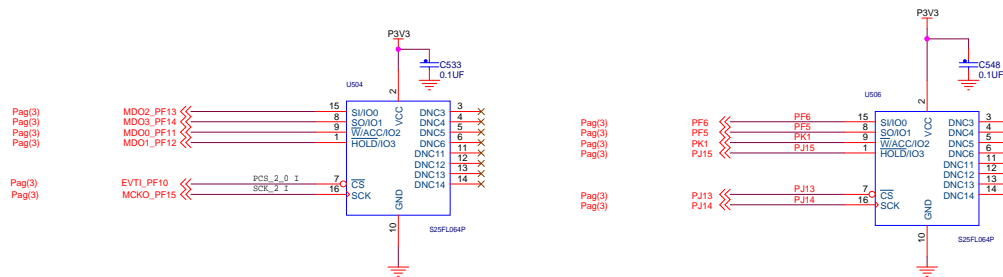 P3V3
C533
0.1UF
U504
2
VCC
Pag(3) MDO2_PF13 15 SI/IO0 DNC3 3
Pag(3) MDO3_PF14 8 SO/IO1 DNC4 4
Pag(3) MDO0_PF11 9 W/ACC/IO2 DNC5 5
Pag(3) MDO1_PF12 1 HOLD/IO3 DNC6 6
DNC11 11
DNC12 12
DNC13 13
Pag(3) EVTI_PF10 PCS_2_0 I 7 CS DNC14 14
Pag(3) MCKO_PF15 SCK_2 I 16 SCK
GND
10
S25FL064P
P3V3
C548
0.1UF
U506
2
VCC
Pag(3) PF6 PF6 15 SI/IO0 DNC3 3
Pag(3) PF5 PF5 8 SO/IO1 DNC4 4
Pag(3) PK1 PK1 9 W/ACC/IO2 DNC5 5
Pag(3) PJ15 PJ15 1 HOLD/IO3 DNC6 6
DNC11 11
DNC12 12
DNC13 13
Pag(3) PJ13 PJ13 7 CS DNC14 14
Pag(3) PJ14 PJ14 16 SCK
GND
10
S25FL064P